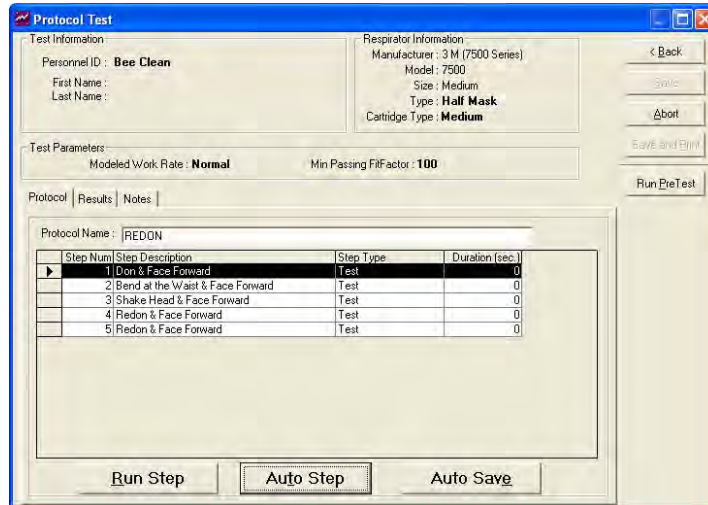 Protocol Test
Test Information
Personnel ID : Bee Clean
First Name :
Last Name :
Respirator Information
Manufacturer : 3 M (7500 Series)
Model : 7500
Size : Medium
Type : Half Mask
Cartridge Type : Medium
< Back
Save
Abort
Save and Print
Run PreTest
Test Parameters
Modeled Work Rate : Normal Min Passing FitFactor : 100
Protocol Results Notes
Protocol Name : REDON
Step Num Step Description Step Type Duration (sec.)
1 Don & Face Forward Test 0
2 Bend at the Waist & Face Forward Test 0
3 Shake Head & Face Forward Test 0
4 Redon & Face Forward Test 0
5 Redon & Face Forward Test 0
Run Step Auto Step Auto Save